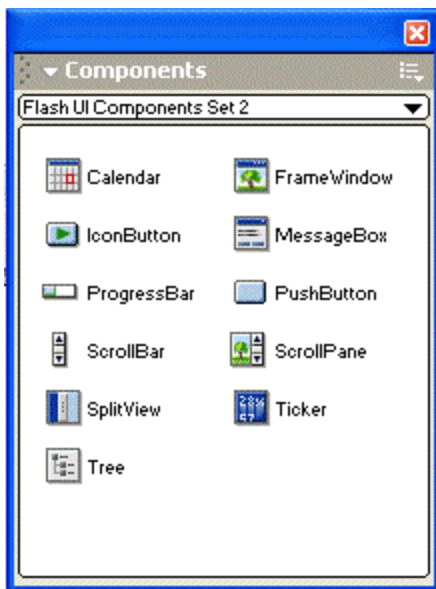 Components
Flash UI Components Set 2
Calendar FrameWindow
IconButton MessageBox
ProgressBar PushButton
ScrollBar ScrollPane
SplitView Ticker
Tree